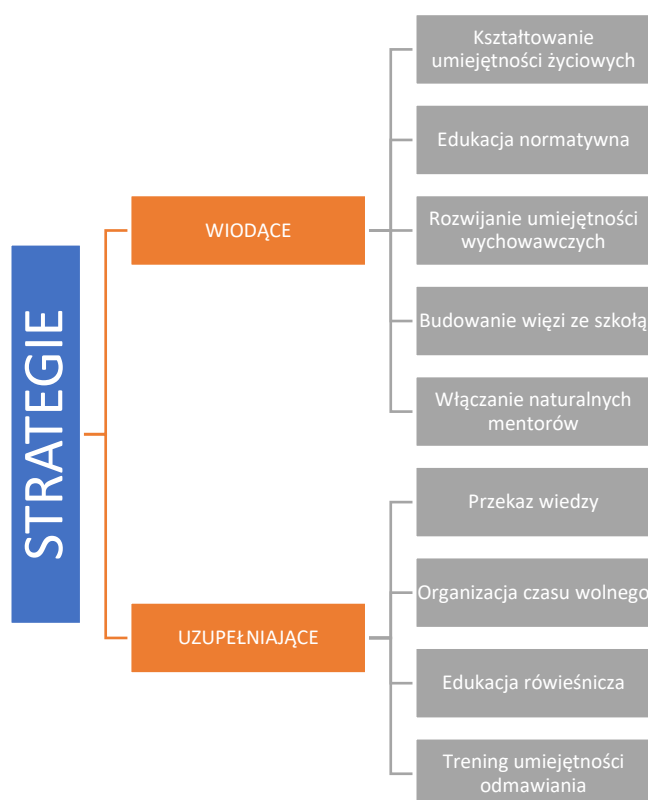 STRATEGIE
WIODĄCE
Kształtowanie
umiejętności życiowych
Edukacja normatywna
Rozwijanie umiejętności
wychowawczych
Budowanie więzi ze szkołą
Włączanie naturalnych
mentorów
UZUPEŁNIAJĄCE
Przekaz wiedzy
Organizacja czasu wolnego
Edukacja rówieśnicza
Trening umiejętności
odmawiania